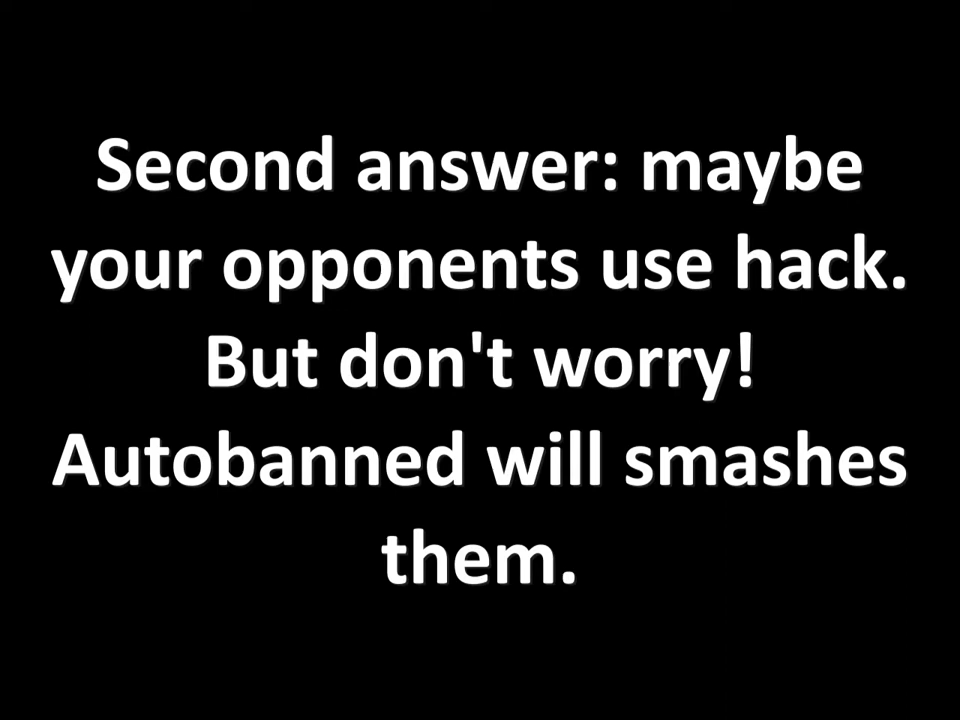 Second answer: maybe
your opponents use hack.
But don't worry!
Autobanned will smashes
them.